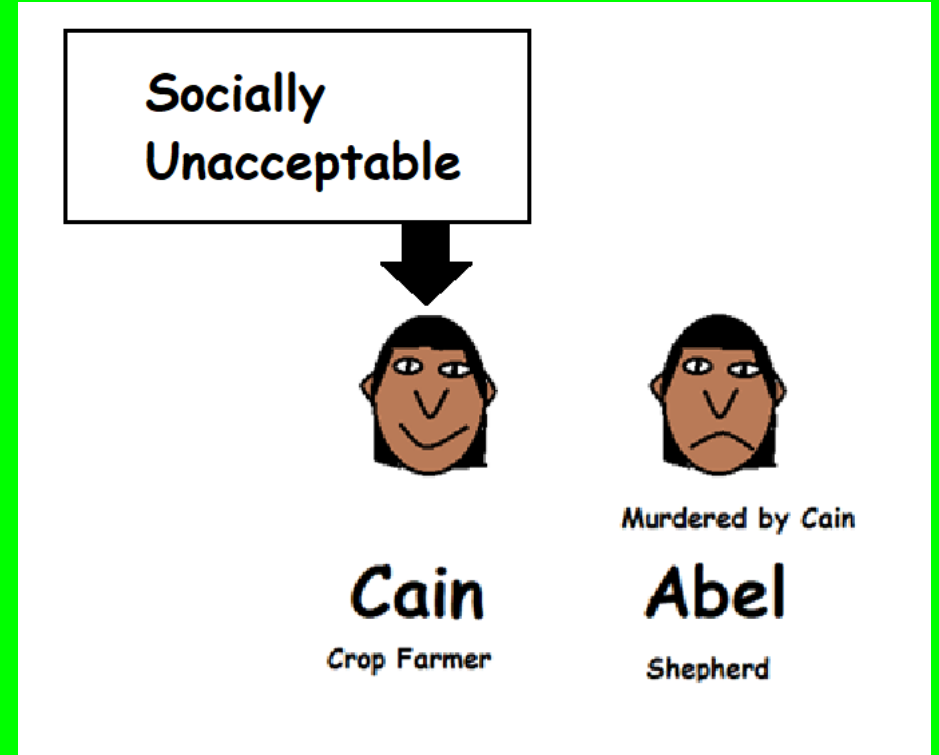 Socially
Unacceptable
Murdered by Cain
Cain
Abel
Crop Farmer
Shepherd